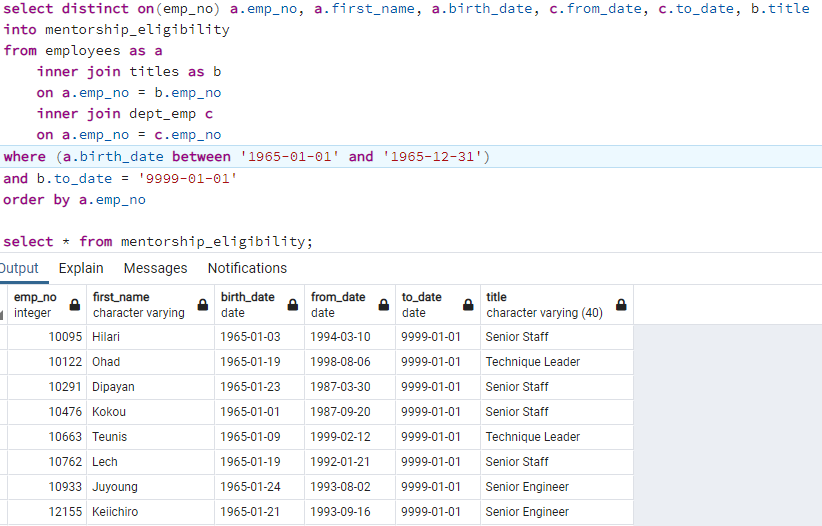 select distinct on(emp_no) a.emp_no, a.first_name, a.birth_date, c.from_date, c.to_date, b.title
into mentorship_eligibility
from employees as a
inner join titles as b
on a.emp_no = b.emp_no
inner join dept_emp c
on a.emp_no = c.emp_no
where (a.birth_date between '1965-01-01' and '1965-12-31')
and b.to_date = '9999-01-01'
order by a.emp_no
select * from mentorship_eligibility;
Output Explain Messages Notifications
emp_no first_name birth_date from_date to_date title
integer character varying date date date character varying (40)
10095 Hilari 1965-01-03 1994-03-10 9999-01-01 Senior Staff
10122 Ohad 1965-01-19 1998-08-06 9999-01-01 Technique Leader
10291 Dipayan 1965-01-23 1987-03-30 9999-01-01 Senior Staff
10476 Kokou 1965-01-01 1987-09-20 9999-01-01 Senior Staff
10663 Teunis 1965-01-09 1999-02-12 9999-01-01 Technique Leader
10762 Lech 1965-01-19 1992-01-21 9999-01-01 Senior Staff
10933 Juyoung 1965-01-24 1993-08-02 9999-01-01 Senior Engineer
12155 Keiichiro 1965-01-21 1993-09-16 9999-01-01 Senior Engineer